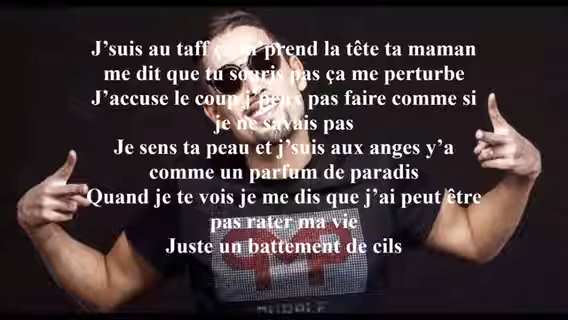 J’suis au taff ça m’prend la tête ta maman
me dit que tu souris pas ça me perturbe
J’accuse le coup j’peux pas faire comme si
je ne savais pas
Je sens ta peau et j’suis aux anges y’a
comme un parfum de paradis
Quand je te vois je me dis que j’ai peut être
pas rater ma vie
Juste un battement de cils